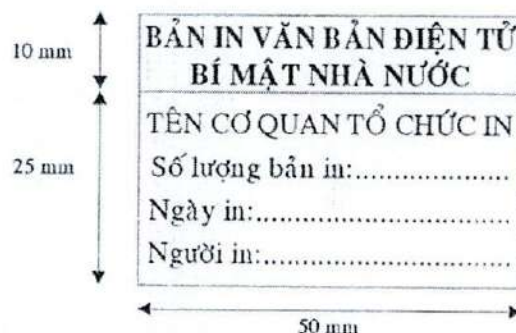 10 mm
BẢN IN VĂN BẢN ĐIỆN TỬ
BÍ MẬT NHÀ NƯỚC
25 mm
TÊN CƠ QUAN TỔ CHỨC IN
Số lượng bản in:......................
Ngày in:.....................................
Người in:...................................
50 mm